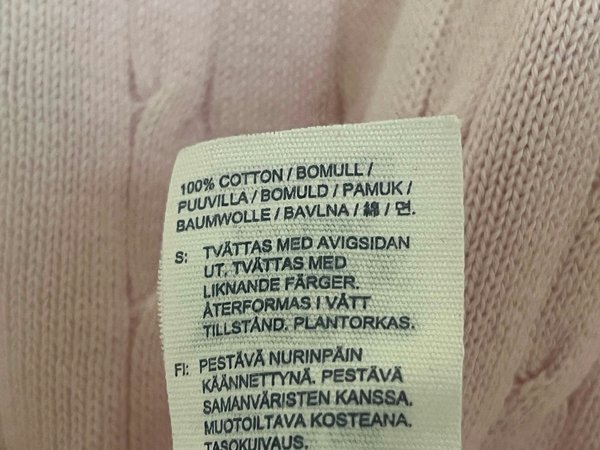 100% COTTON / BOMULL /
PUUVILLA / BOMULD / PAMUK /
BAUMWOLLE / BAVLNA / 綿 / 면.
S: TVÄTTAS MED AVIGSIDAN
UT. TVÄTTAS MED
LIKNANDE FÄRGER.
ÅTERFORMAS I VÅTT
TILLSTÅND. PLANTORKAS.
FI: PESTÄVÄ NURINPÄIN
KÄÄNNETTYNÄ. PESTÄVÄ
SAMANVÄRISTEN KANSSA.
MUOTOILTAVA KOSTEANA.
TASOKUIVAUS.